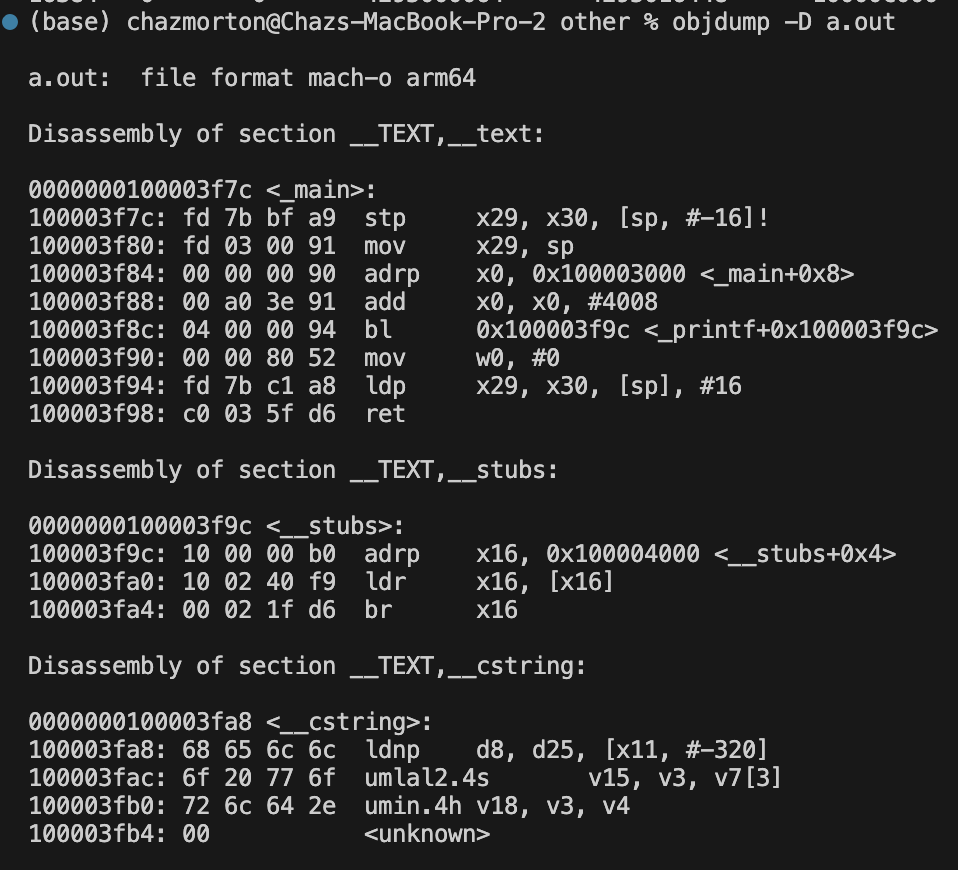 (base) chazmorton@Chazs-MacBook-Pro-2 other % objdump -D a.out
a.out:  file format mach-o arm64
Disassembly of section __TEXT,__text:
0000000100003f7c <_main>:
100003f7c: fd 7b bf a9  stp     x29, x30, [sp, #-16]!
100003f80: fd 03 00 91  mov     x29, sp
100003f84: 00 00 00 90  adrp    x0, 0x100003000 <_main+0x8>
100003f88: 00 a0 3e 91  add     x0, x0, #4008
100003f8c: 04 00 00 94  bl      0x100003f9c <_printf+0x100003f9c>
100003f90: 00 00 80 52  mov     w0, #0
100003f94: fd 7b c1 a8  ldp     x29, x30, [sp], #16
100003f98: c0 03 5f d6  ret
Disassembly of section __TEXT,__stubs:
0000000100003f9c <__stubs>:
100003f9c: 10 00 00 b0  adrp    x16, 0x100004000 <__stubs+0x4>
100003fa0: 10 02 40 f9  ldr     x16, [x16]
100003fa4: 00 02 1f d6  br      x16
Disassembly of section __TEXT,__cstring:
0000000100003fa8 <__cstring>:
100003fa8: 68 65 6c 6c  ldnp    d8, d25, [x11, #-320]
100003fac: 6f 20 77 6f  umlal2.4s       v15, v3, v7[3]
100003fb0: 72 6c 64 2e  umin.4h v18, v3, v4
100003fb4: 00           <unknown>